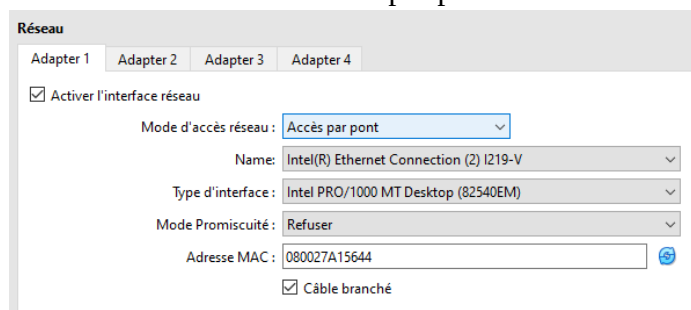 Réseau
Adapter 1 Adapter 2 Adapter 3 Adapter 4
Activer l'interface réseau
Mode d'accès réseau : Accès par pont
Name: Intel(R) Ethernet Connection (2) I219-V
Type d'interface : Intel PRO/1000 MT Desktop (82540EM)
Mode Promiscuité : Refuser
Adresse MAC : 080027A15644
Câble branché